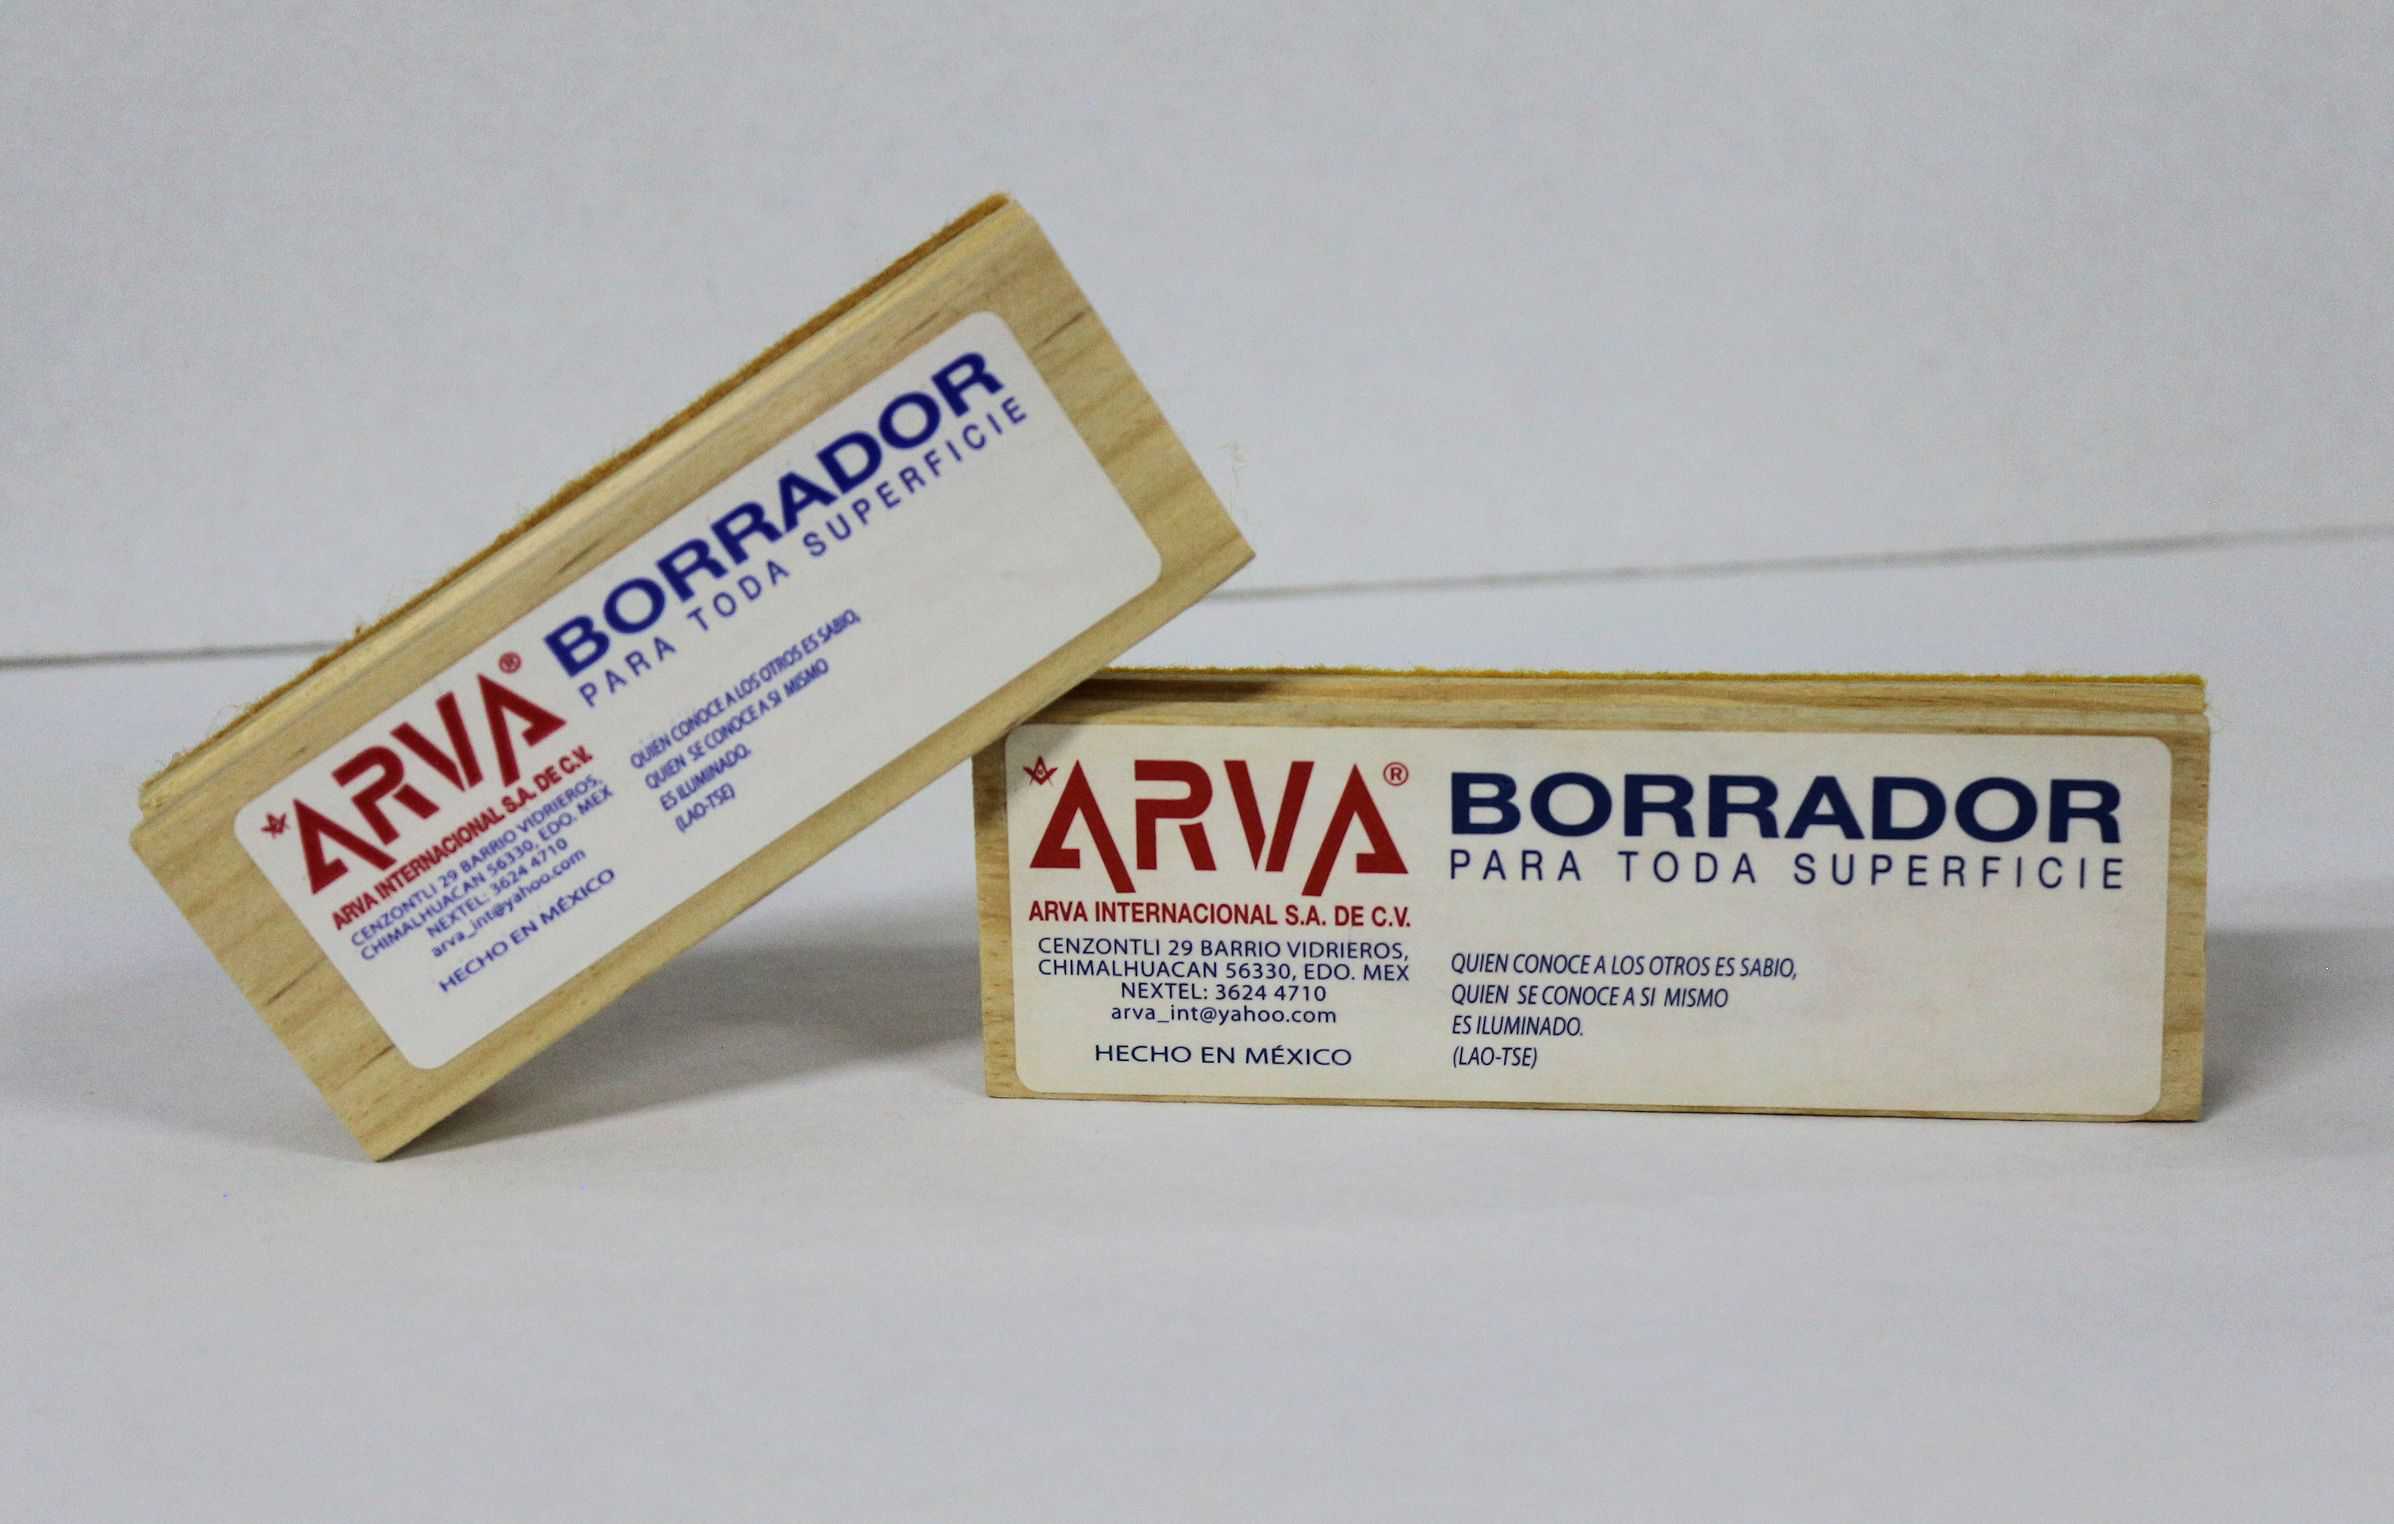 ARVA®
ARVA INTERNACIONAL S.A. DE C.V.
CENZONTLI 29 BARRIO VIDRIEROS,
CHIMALHUACAN 56330, EDO. MEX
NEXTEL: 3624 4710
arva_int@yahoo.com
HECHO EN MÉXICO
BORRADOR
PARA TODA SUPERFICIE
QUIEN CONOCE A LOS OTROS ES SABIO,
QUIEN SE CONOCE A SI MISMO
ES ILUMINADO.
(LAO-TSE)
ARVA®
ARVA INTERNACIONAL S.A. DE C.V.
CENZONTLI 29 BARRIO VIDRIEROS,
CHIMALHUACAN 56330, EDO. MEX
NEXTEL: 3624 4710
arva_int@yahoo.com
HECHO EN MÉXICO
BORRADOR
PARA TODA SUPERFICIE
QUIEN CONOCE A LOS OTROS ES SABIO,
QUIEN SE CONOCE A SI MISMO
ES ILUMINADO.
(LAO-TSE)